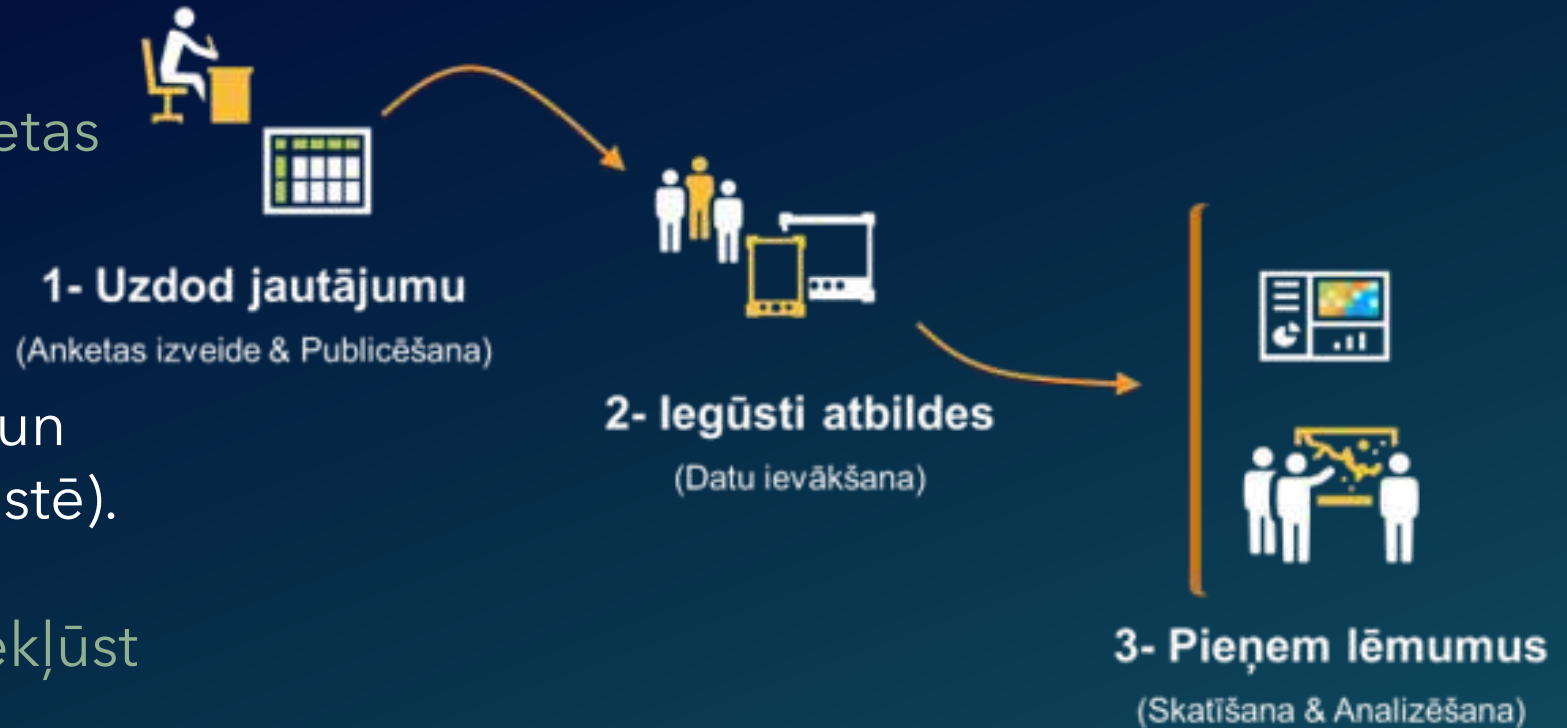 etas
un
stē).
ekļūst
1- Uzdod jautājumu
(Anketas izveide & Publicēšana)
2- Iegūsti atbildes
(Datu ievākšana)
3- Pieņem lēmumus
(Skatīšana & Analizēšana)